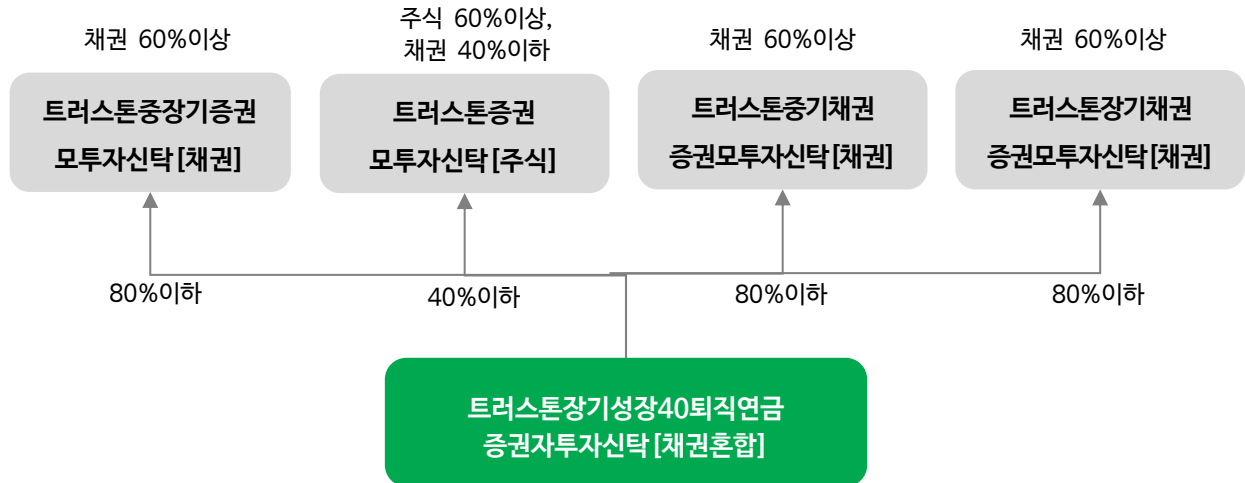 채권 60%이상
주식 60%이상,
채권 40%이하
채권 60%이상
채권 60%이상
트러스톤중장기증권
모투자신탁[채권]
트러스톤증권
모투자신탁[주식]
트러스톤중기채권
증권모투자신탁[채권]
트러스톤장기채권
증권모투자신탁[채권]
80%이하
40%이하
80%이하
80%이하
트러스톤장기성장40퇴직연금
증권자투자신탁[채권혼합]